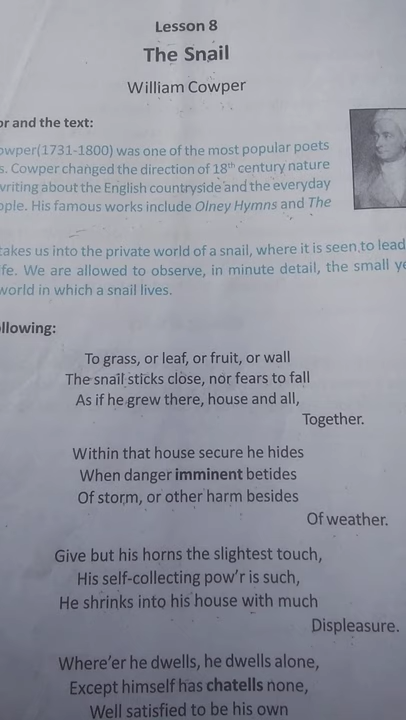 Lesson 8
The Snail
William Cowper
or and the text:
owper(1731-1800) was one of the most popular poets
s. Cowper changed the direction of 18th century nature
writing about the English countryside and the everyday
ople. His famous works include Olney Hymns and The
takes us into the private world of a snail, where it is seen to lead
fe. We are allowed to observe, in minute detail, the small ye
world in which a snail lives.
llowing:
To grass, or leaf, or fruit, or wall
The snail sticks close, nor fears to fall
As if he grew there, house and all,
Together.
Within that house secure he hides
When danger imminent betides
Of storm, or other harm besides
Of weather.
Give but his horns the slightest touch,
His self-collecting pow'r is such,
He shrinks into his house with much
Displeasure.
Where'er he dwells, he dwells alone,
Except himself has chatells none,
Well satisfied to be his own